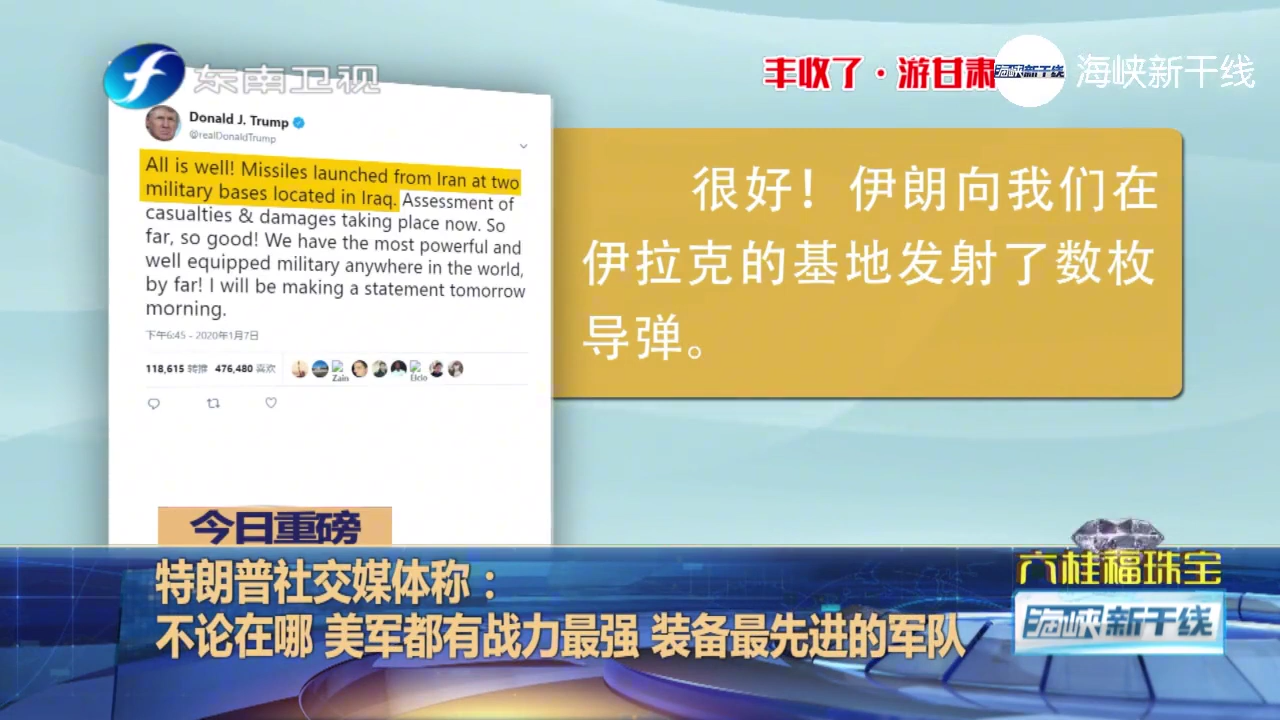 东南卫视
丰收了·游甘肃
海峡新干线
海峡新干线
Donald J. Trump
@realDonaldTrump
All is well! Missiles launched from Iran at two
military bases located in Iraq. Assessment of
casualties & damages taking place now. So
far, so good! We have the most powerful and
well equipped military anywhere in the world,
by far! I will be making a statement tomorrow
morning.
下午6:45 - 2020年1月7日
118,615 转推 476,480 喜欢
Zain
Elcio
很好！伊朗向我们在
伊拉克的基地发射了数枚
导弹。
今日重磅
特朗普社交媒体称：
不论在哪 美军都有战力最强 装备最先进的军队
六桂福珠宝
海峡新干线